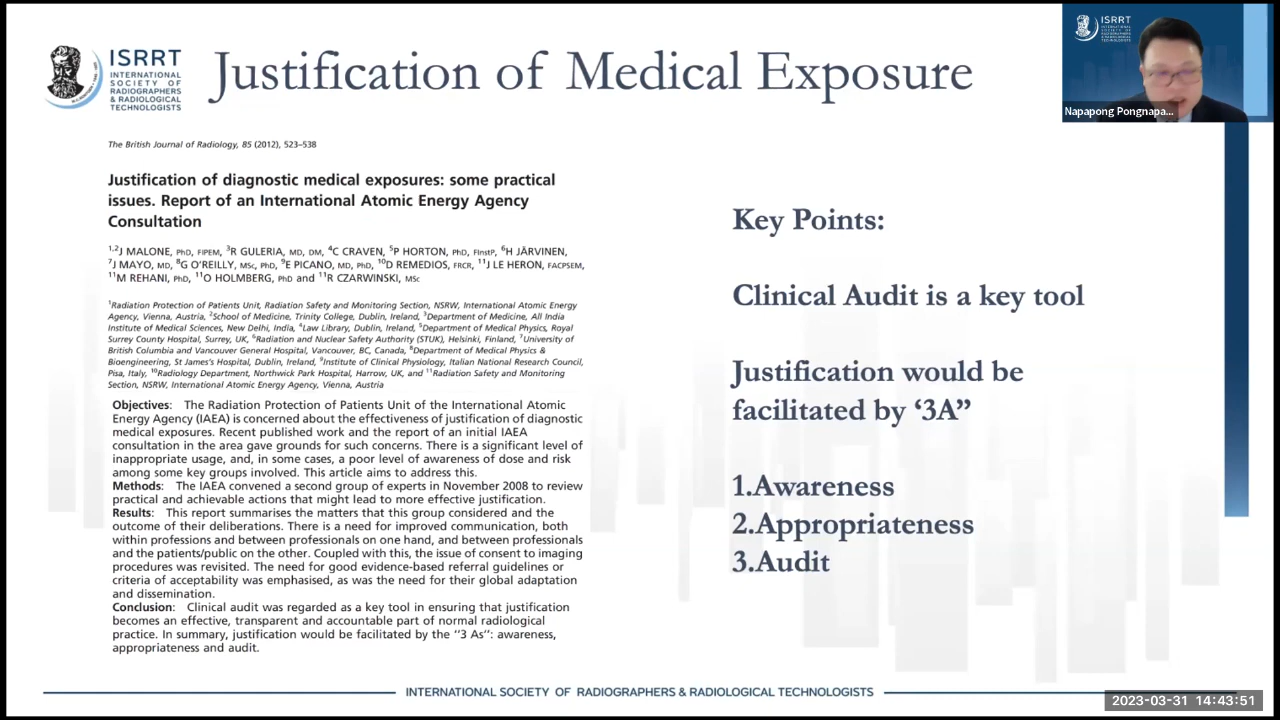 ISRRT
INTERNATIONAL
SOCIETY OF
RADIOGRAPHERS
& RADIOLOGICAL
TECHNOLOGISTS
Justification of Medical Exposure
ISRRT
Napapong Pongnapa...
The British Journal of Radiology, 85 (2012), 523–538
Justification of diagnostic medical exposures: some practical
issues. Report of an International Atomic Energy Agency
Consultation
1,2J MALONE, PhD, FIPEM, 3R GULERIA, MD, DM, 4C CRAVEN, 5P HORTON, PhD, FInstP, 6H JÄRVINEN,
7J MAYO, MD, 8G O'REILLY, MSc, PhD, 9E PICANO, MD, PhD, 10D REMEDIOS, FRCR, 11J LE HERON, FACPSEM,
11M REHANI, PhD, 11O HOLMBERG, PhD and 11R CZARWINSKI, MSc
1Radiation Protection of Patients Unit, Radiation Safety and Monitoring Section, NSRW, International Atomic Energy
Agency, Vienna, Austria, 2School of Medicine, Trinity College, Dublin, Ireland, 3Department of Medicine, All India
Institute of Medical Sciences, New Delhi, India, 4Law Library, Dublin, Ireland, 5Department of Medical Physics, Royal
Surrey County Hospital, Surrey, UK, 6Radiation and Nuclear Safety Authority (STUK), Helsinki, Finland, 7University of
British Columbia and Vancouver General Hospital, Vancouver, BC, Canada, 8Department of Medical Physics &
Bioengineering, St James's Hospital, Dublin, Ireland, 9Institute of Clinical Physiology, Italian National Research Council,
Pisa, Italy, 10Radiology Department, Northwick Park Hospital, Harrow, UK, and 11Radiation Safety and Monitoring
Section, NSRW, International Atomic Energy Agency, Vienna, Austria
Objectives: The Radiation Protection of Patients Unit of the International Atomic
Energy Agency (IAEA) is concerned about the effectiveness of justification of diagnostic
medical exposures. Recent published work and the report of an initial IAEA
consultation in the area gave grounds for such concerns. There is a significant level of
inappropriate usage, and, in some cases, a poor level of awareness of dose and risk
among some key groups involved. This article aims to address this.
Methods: The IAEA convened a second group of experts in November 2008 to review
practical and achievable actions that might lead to more effective justification.
Results: This report summarises the matters that this group considered and the
outcome of their deliberations. There is a need for improved communication, both
within professions and between professionals on one hand, and between professionals
and the patients/public on the other. Coupled with this, the issue of consent to imaging
procedures was revisited. The need for good evidence-based referral guidelines or
criteria of acceptability was emphasised, as was the need for their global adaptation
and dissemination.
Conclusion: Clinical audit was regarded as a key tool in ensuring that justification
becomes an effective, transparent and accountable part of normal radiological
practice. In summary, justification would be facilitated by the ''3 As'': awareness,
appropriateness and audit.
Key Points:
Clinical Audit is a key tool
Justification would be
facilitated by ‘3A”
1.Awareness
2.Appropriateness
3.Audit
INTERNATIONAL SOCIETY OF RADIOGRAPHERS & RADIOLOGICAL TECHNOLOGISTS
2023-03-31 14:43:51